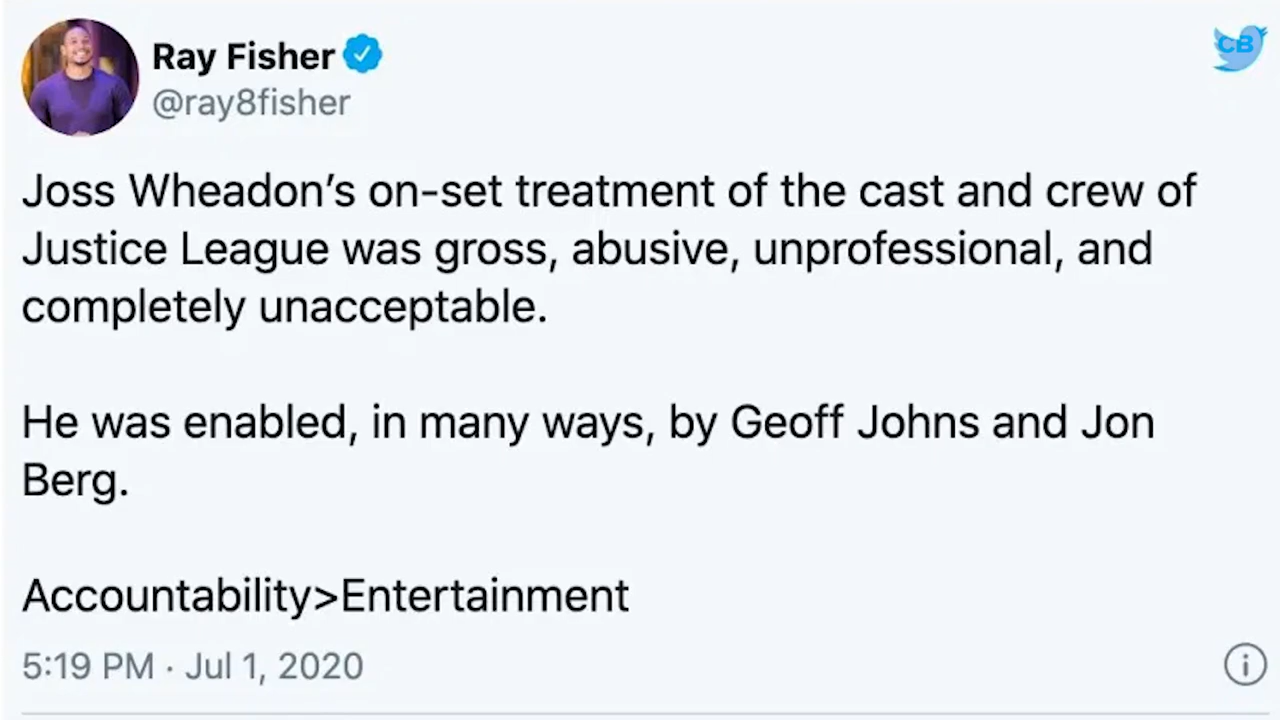 Ray Fisher
@ray8fisher
CB
Joss Wheadon’s on-set treatment of the cast and crew of
Justice League was gross, abusive, unprofessional, and
completely unacceptable.
He was enabled, in many ways, by Geoff Johns and Jon
Berg.
Accountability>Entertainment
5:19 PM · Jul 1, 2020